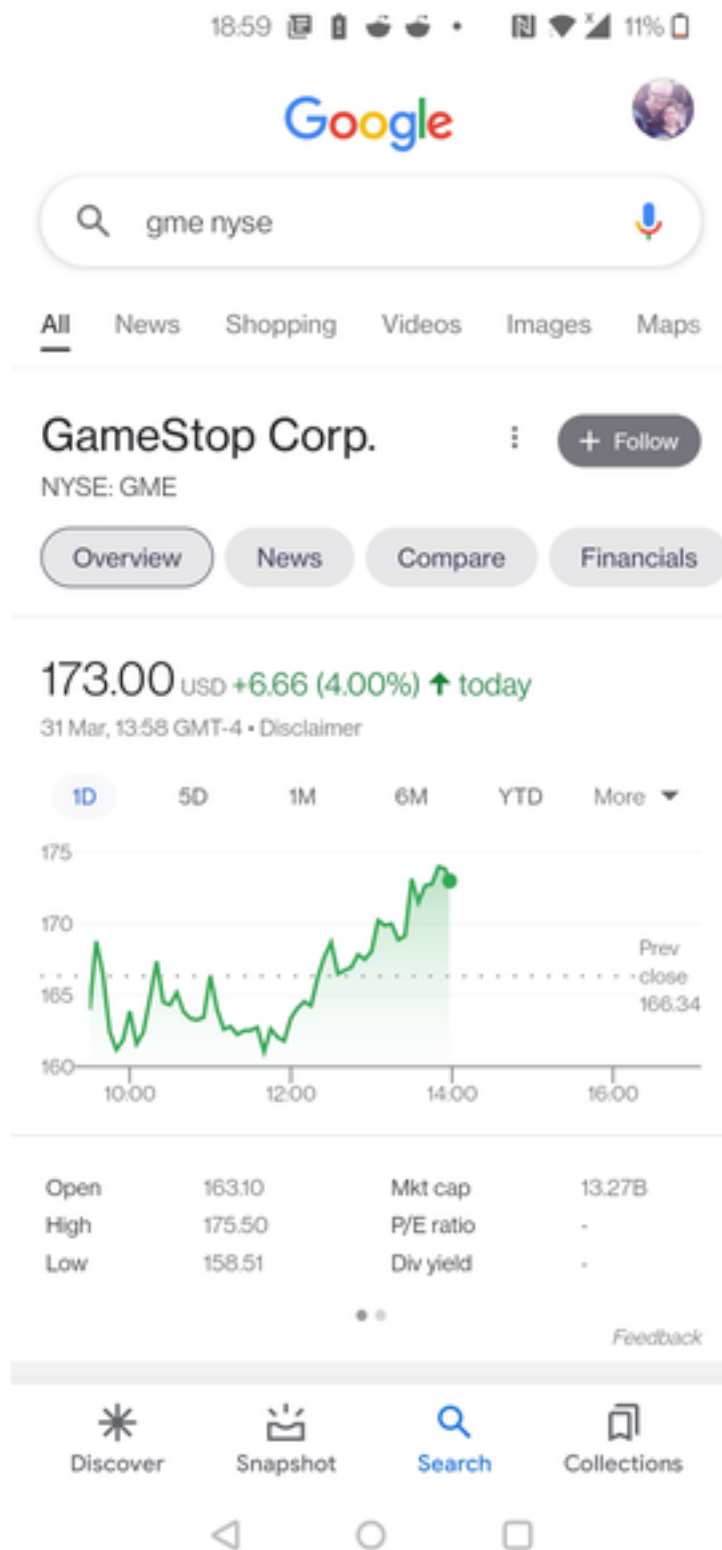 18:59 11%
Google
gme nyse
All News Shopping Videos Images Maps
GameStop Corp.
+ Follow
NYSE: GME
Overview News Compare Financials
173.00 USD +6.66 (4.00%) ↑ today
31 Mar, 13:58 GMT-4 • Disclaimer
1D 5D 1M 6M YTD More
175
170
165
160
Prev
close
166.34
10:00 12:00 14:00 16:00
Open 163.10 Mkt cap 13.27B
High 175.50 P/E ratio -
Low 158.51 Div yield -
Feedback
Discover Snapshot Search Collections